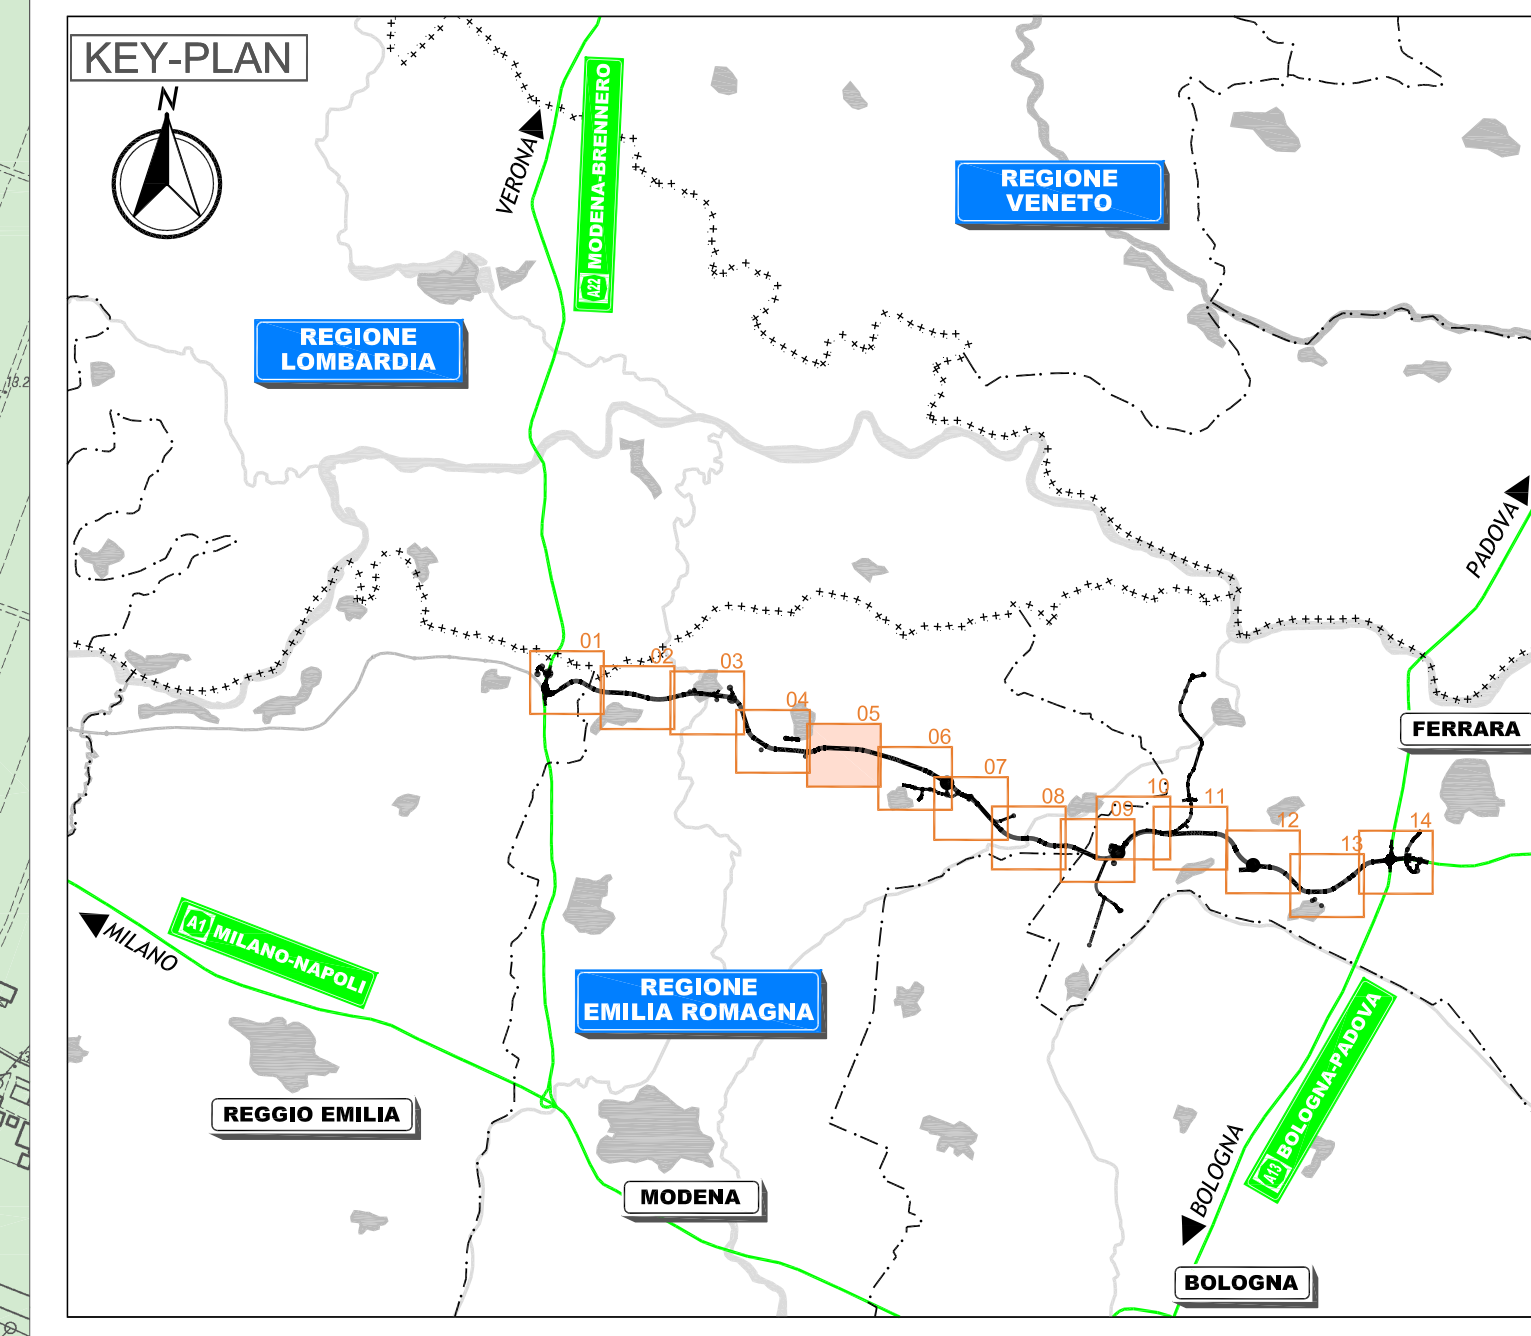 KEY-PLAN
N
VERONA
A22 MODENA-BRENNERO
REGIONE
VENETO
REGIONE
LOMBARDIA
13.2
PADOVA
01
02
03
04
05
06
07
08
09
10
11
12
13
14
FERRARA
MILANO
A1 MILANO-NAPOLI
REGIONE
EMILIA ROMAGNA
REGGIO EMILIA
MODENA
A13 BOLOGNA-PADOVA
BOLOGNA
BOLOGNA